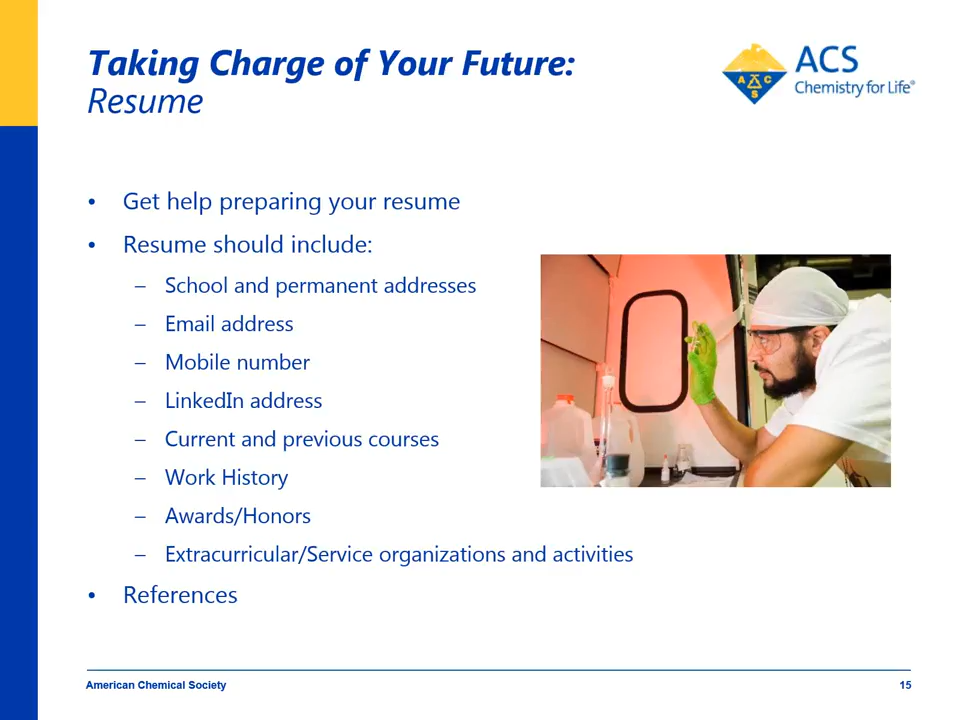 Taking Charge of Your Future:
Resume
A C S
ACS
Chemistry for Life®
• Get help preparing your resume
• Resume should include:
– School and permanent addresses
– Email address
– Mobile number
– LinkedIn address
– Current and previous courses
– Work History
– Awards/Honors
– Extracurricular/Service organizations and activities
• References
American Chemical Society
15